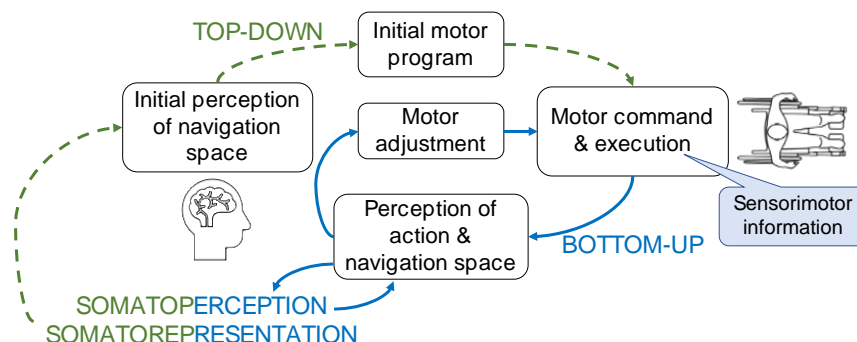 TOP-DOWN
Initial motor
program
Initial perception
of navigation
space
Motor
adjustment
Motor command
& execution
Sensorimotor
information
Perception of
action &
navigation space
BOTTOM-UP
SOMATOPERCEPTION
SOMATOREPRESENTATION